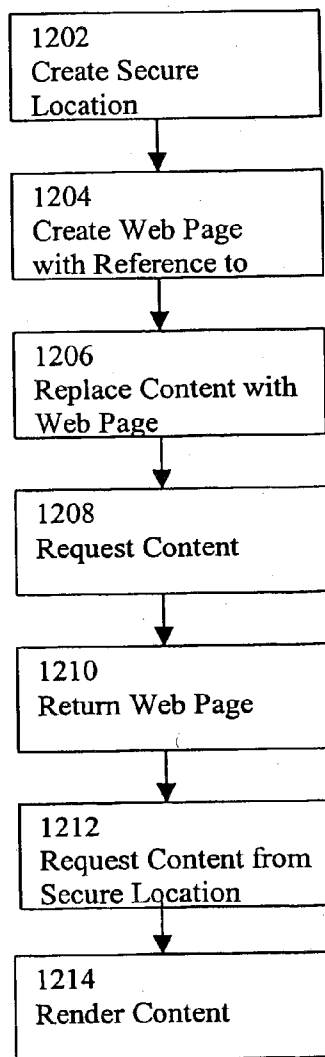 1202
Create Secure
Location
1204
Create Web Page
with Reference to
1206
Replace Content with
Web Page
1208
Request Content
1210
Return Web Page
1212
Request Content from
Secure Location
1214
Render Content